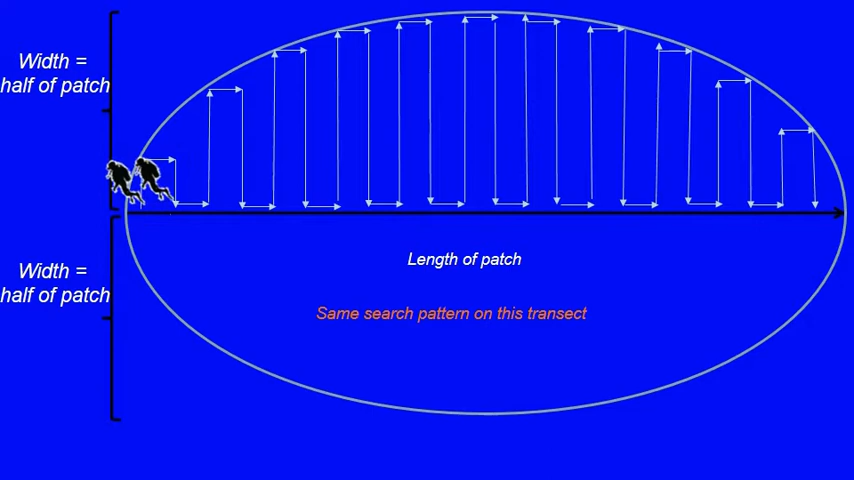 Width =
half of patch
Width =
half of patch
Length of patch
Same search pattern on this transect